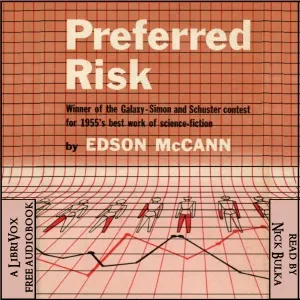 Preferred
Risk
Winner of the Galaxy-Simon and Schuster contest
for 1955's best work of science-fiction
by EDSON McCANN
A LIBRIVOX
FREE AUDIOBOOK
READ BY
NICK BULKA